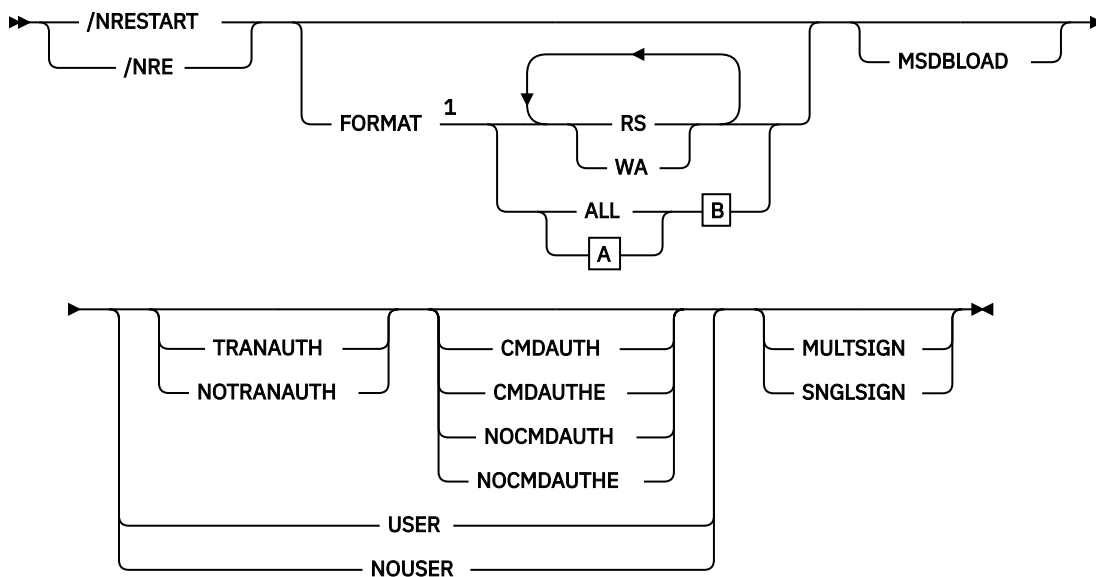 /NRESTART
/NRE
MSDBLOAD
FORMAT 1
RS
WA
ALL
B
A
TRANAUTH
NOTRANAUTH
CMDAUTH
CMDAUTHE
NOCMDAUTH
NOCMDAUTHE
MULTSIGN
SNGLSIGN
USER
NOUSER